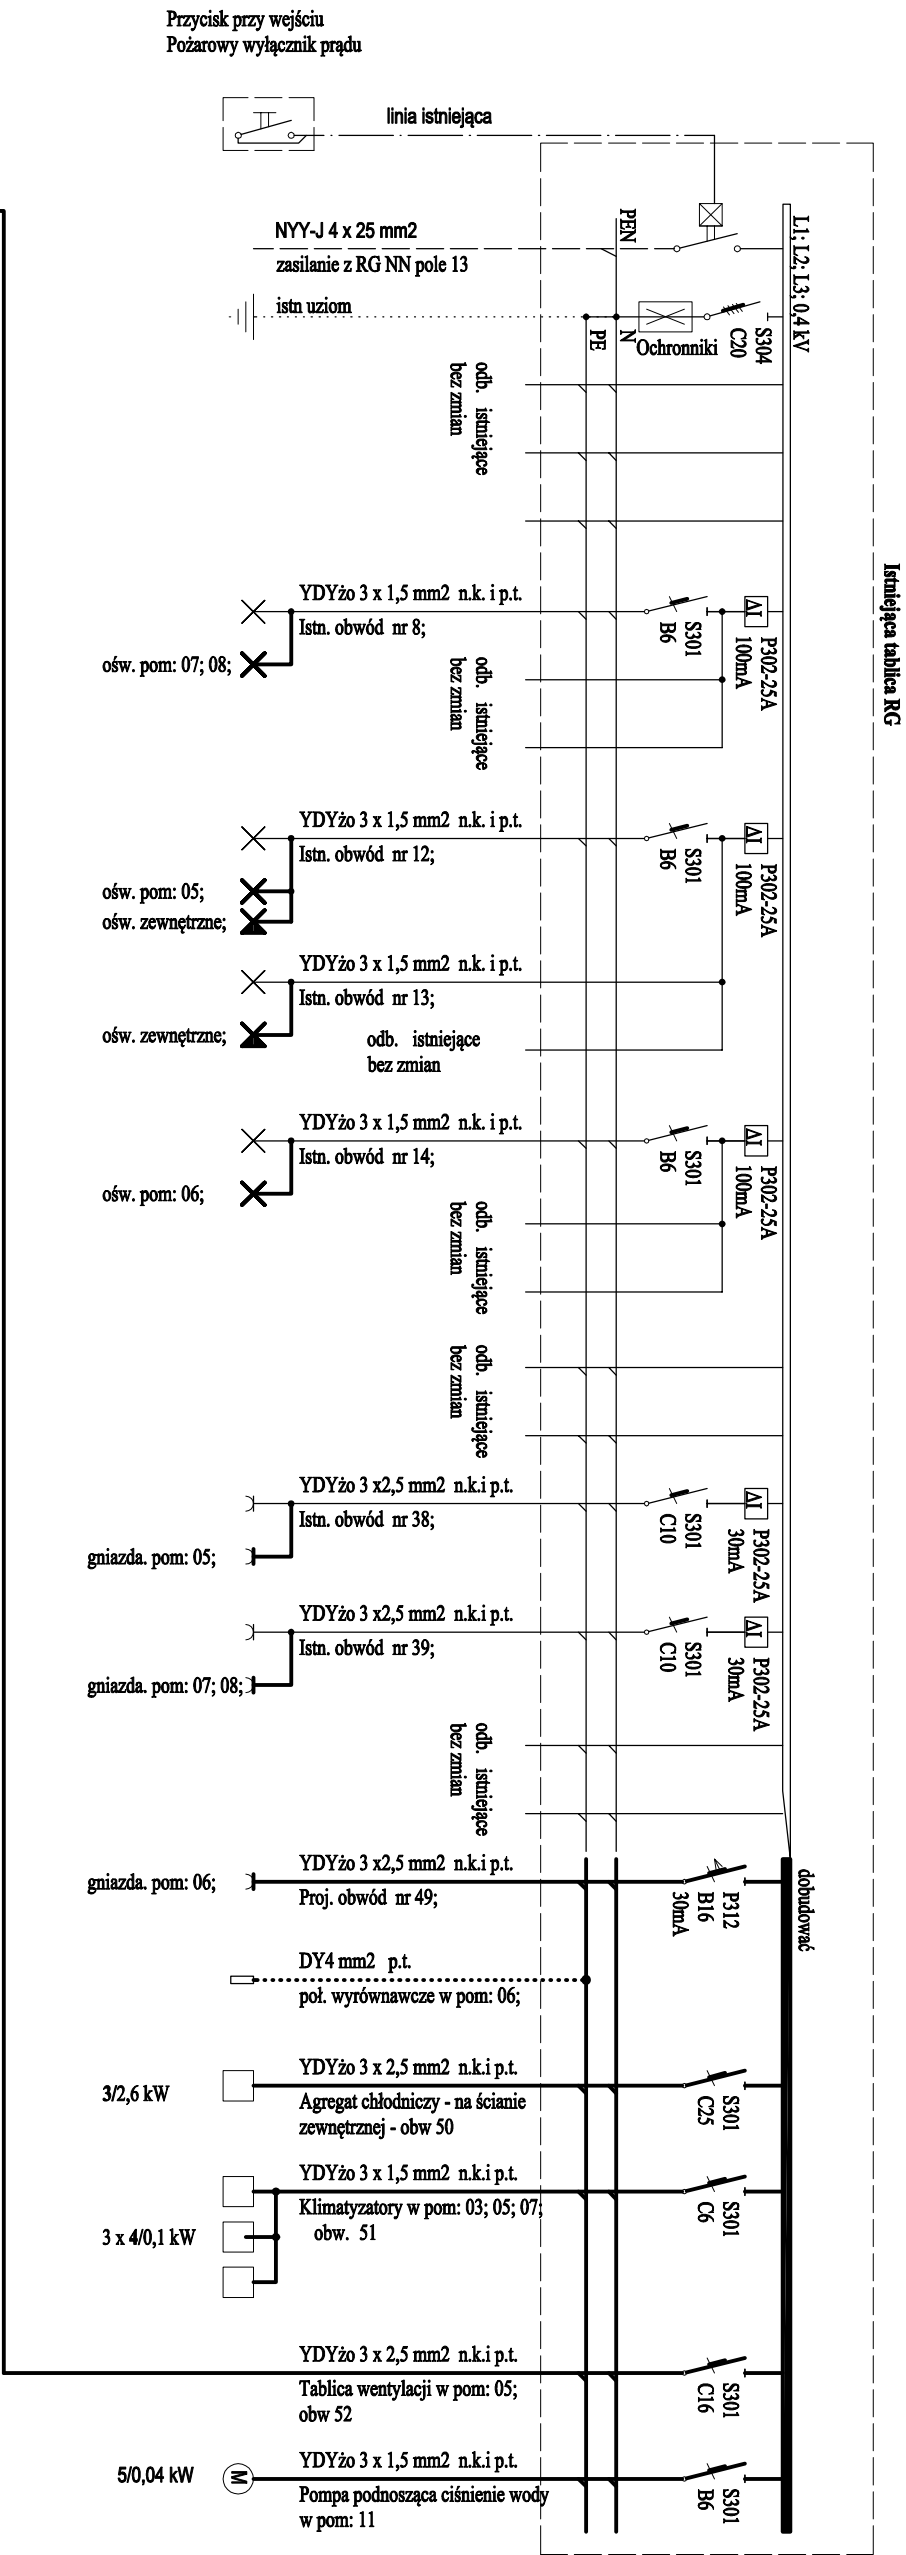 Przycisk przy wejściu
Pożarowy wyłącznik prądu
linia istniejąca
NYY-J 4 x 25 mm2
zasilanie z RG NN pole 13
PEN
L1; L2; L3; 0,4 kV
istn uziom
PE
N
Ochronniki
S304
C20
odb. istniejące
bez zmian
Istniejąca tablica RG
YDYżo 3 x 1,5 mm2 n.k. i p.t.
Istn. obwód nr 8;
ośw. pom: 07; 08;
S301
B6
ΔI
P302-25A
100mA
odb. istniejące
bez zmian
YDYżo 3 x 1,5 mm2 n.k. i p.t.
Istn. obwód nr 12;
ośw. pom: 05;
ośw. zewnętrzne;
S301
B6
ΔI
P302-25A
100mA
YDYżo 3 x 1,5 mm2 n.k. i p.t.
Istn. obwód nr 13;
ośw. zewnętrzne;
odb. istniejące
bez zmian
YDYżo 3 x 1,5 mm2 n.k. i p.t.
Istn. obwód nr 14;
ośw. pom: 06;
S301
B6
ΔI
P302-25A
100mA
odb. istniejące
bez zmian
odb. istniejące
bez zmian
YDYżo 3 x2,5 mm2 n.k.i p.t.
Istn. obwód nr 38;
gniazda. pom: 05;
S301
C10
ΔI
P302-25A
30mA
YDYżo 3 x2,5 mm2 n.k.i p.t.
Istn. obwód nr 39;
gniazda. pom: 07; 08;
S301
C10
ΔI
P302-25A
30mA
odb. istniejące
bez zmian
dobudować
YDYżo 3 x2,5 mm2 n.k.i p.t.
Proj. obwód nr 49;
gniazda. pom: 06;
P312
B16
30mA
DY4 mm2 p.t.
poł. wyrównawcze w pom: 06;
YDYżo 3 x 2,5 mm2 n.k.i p.t.
3/2,6 kW
Agregat chłodniczy - na ścianie
zewnętrznej - obw 50
S301
C25
YDYżo 3 x 1,5 mm2 n.k.i p.t.
Klimatyzatory w pom: 03; 05; 07;
obw. 51
3 x 4/0,1 kW
S301
C6
YDYżo 3 x 2,5 mm2 n.k.i p.t.
Tablica wentylacji w pom: 05;
obw 52
S301
C16
YDYżo 3 x 1,5 mm2 n.k.i p.t.
5/0,04 kW
M
Pompa podnosząca ciśnienie wody
w pom: 11
S301
B6